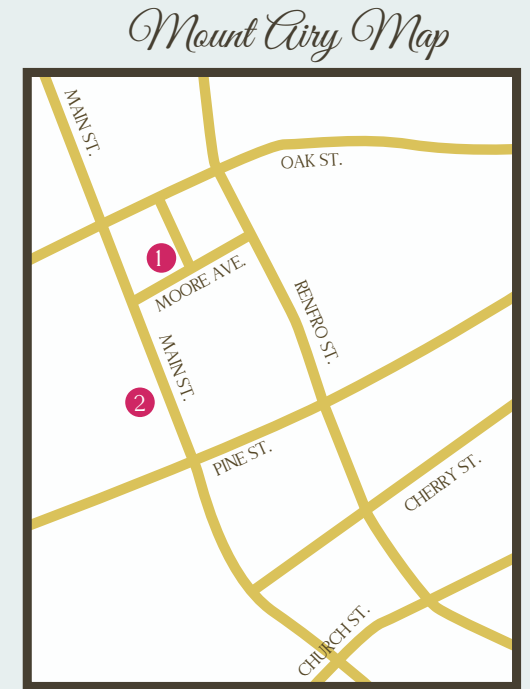 Mount Airy Map
MAIN ST.
OAK ST.
1
MOORE AVE.
RENFRO ST.
MAIN ST.
2
PINE ST.
CHERRY ST.
CHURCH ST.